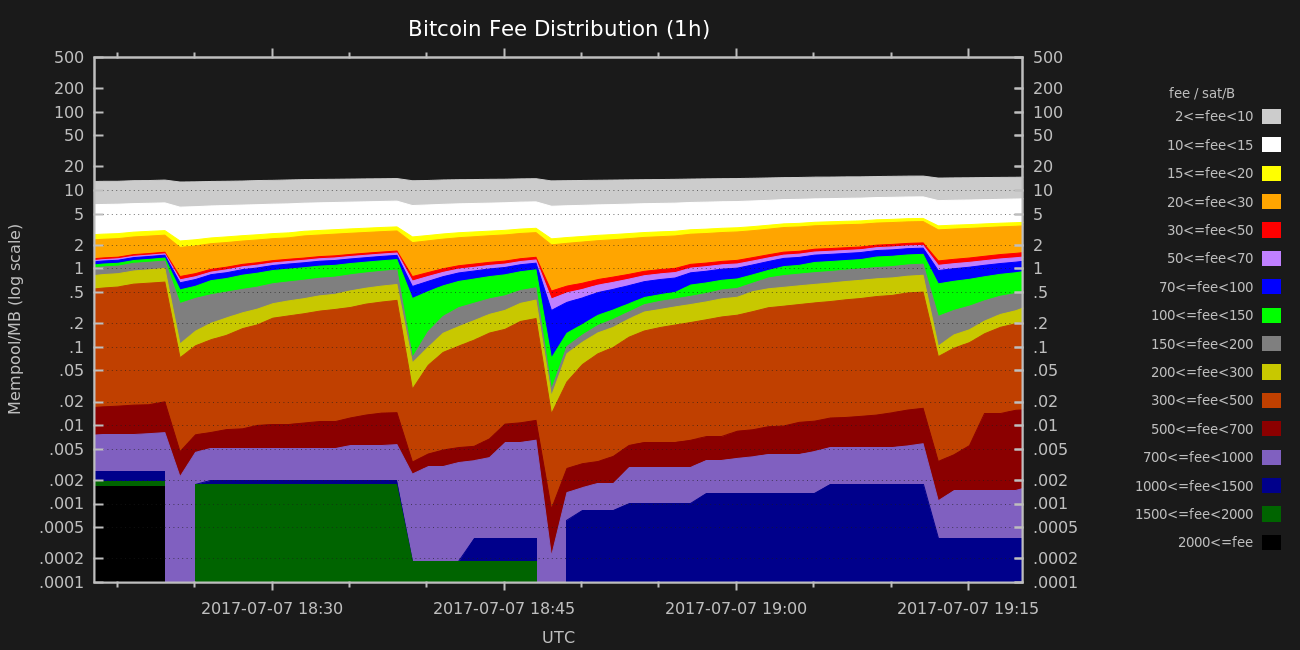 Bitcoin Fee Distribution (1h)
500 500
200 200
100 100
50 50
20 20
10 10
5 5
2 2
1 1
.5 .5
.2 .2
.1 .1
.05 .05
.02 .02
.01 .01
.005 .005
.002 .002
.001 .001
.0005 .0005
.0002 .0002
.0001 .0001
Mempool/MB (log scale)
2017-07-07 18:30 2017-07-07 18:45 2017-07-07 19:00 2017-07-07 19:15
UTC
fee / sat/B
2<=fee<10
10<=fee<15
15<=fee<20
20<=fee<30
30<=fee<50
50<=fee<70
70<=fee<100
100<=fee<150
150<=fee<200
200<=fee<300
300<=fee<500
500<=fee<700
700<=fee<1000
1000<=fee<1500
1500<=fee<2000
2000<=fee